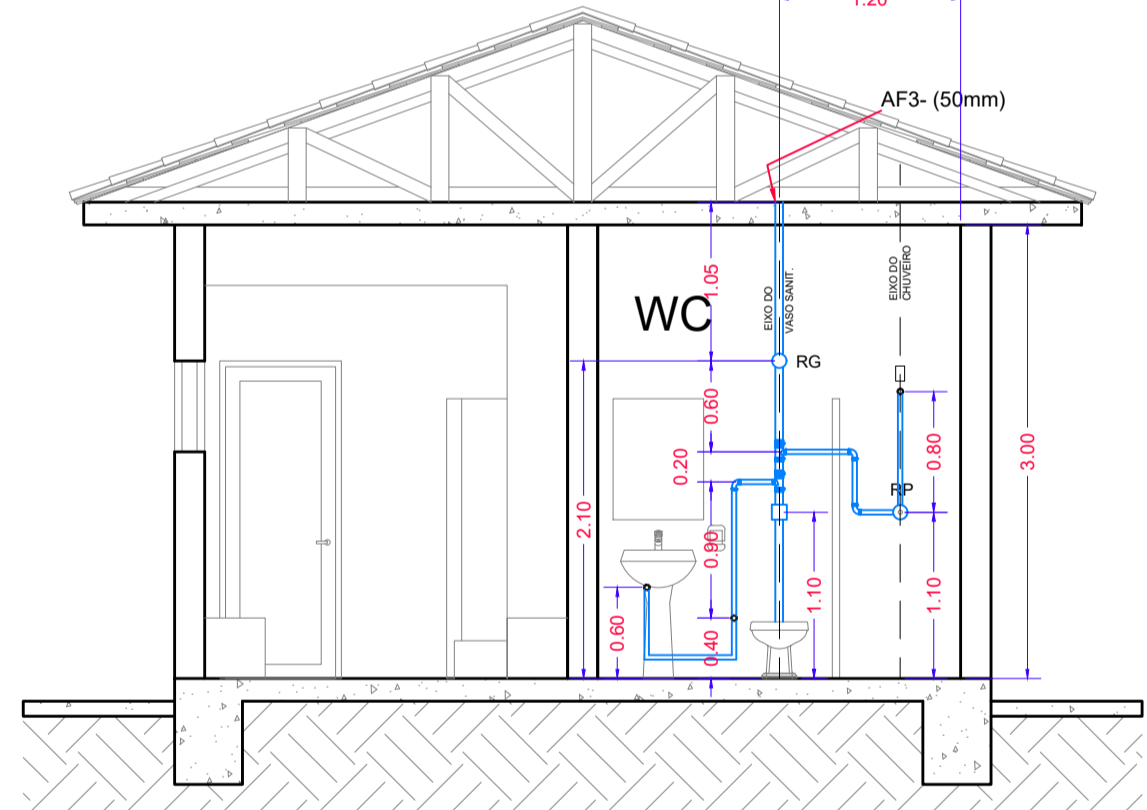 1.20
AF3- (50mm)
WC
1.05
EIXO DO
VASO SANIT.
EIXO DO
CHUVEIRO
RG
0.60
0.20
2.10
0.90
0.60
0.40
1.10
RP
0.80
1.10
3.00